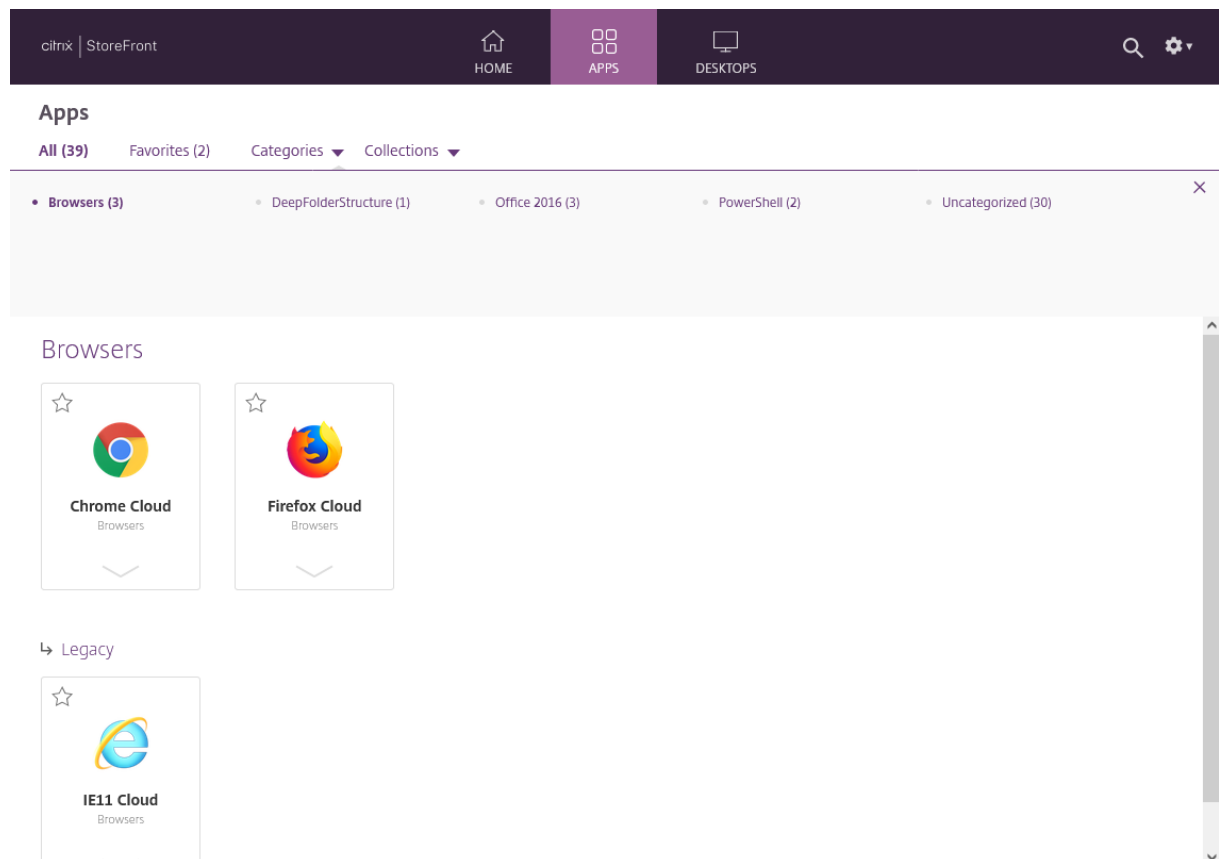 citrix | StoreFront
HOME
APPS
DESKTOPS
Apps
All (39) Favorites (2) Categories Collections
Browsers (3) DeepFolderStructure (1) Office 2016 (3) PowerShell (2) Uncategorized (30)
Browsers
Chrome Cloud
Browsers
Firefox Cloud
Browsers
Legacy
IE11 Cloud
Browsers